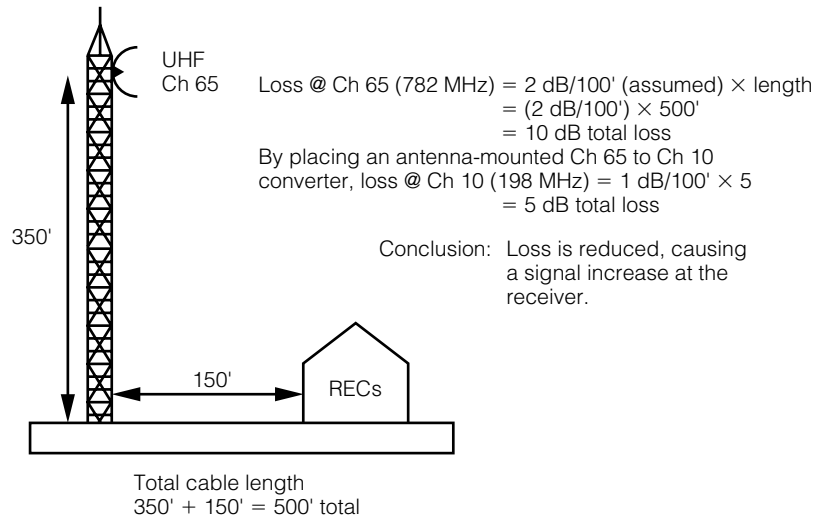 UHF
Ch 65
Loss @ Ch 65 (782 MHz) = 2 dB/100' (assumed) × length
= (2 dB/100') × 500'
= 10 dB total loss
By placing an antenna-mounted Ch 65 to Ch 10
converter, loss @ Ch 10 (198 MHz) = 1 dB/100' × 5
= 5 dB total loss
350'
Conclusion: Loss is reduced, causing
a signal increase at the
receiver.
150'
RECs
Total cable length
350' + 150' = 500' total